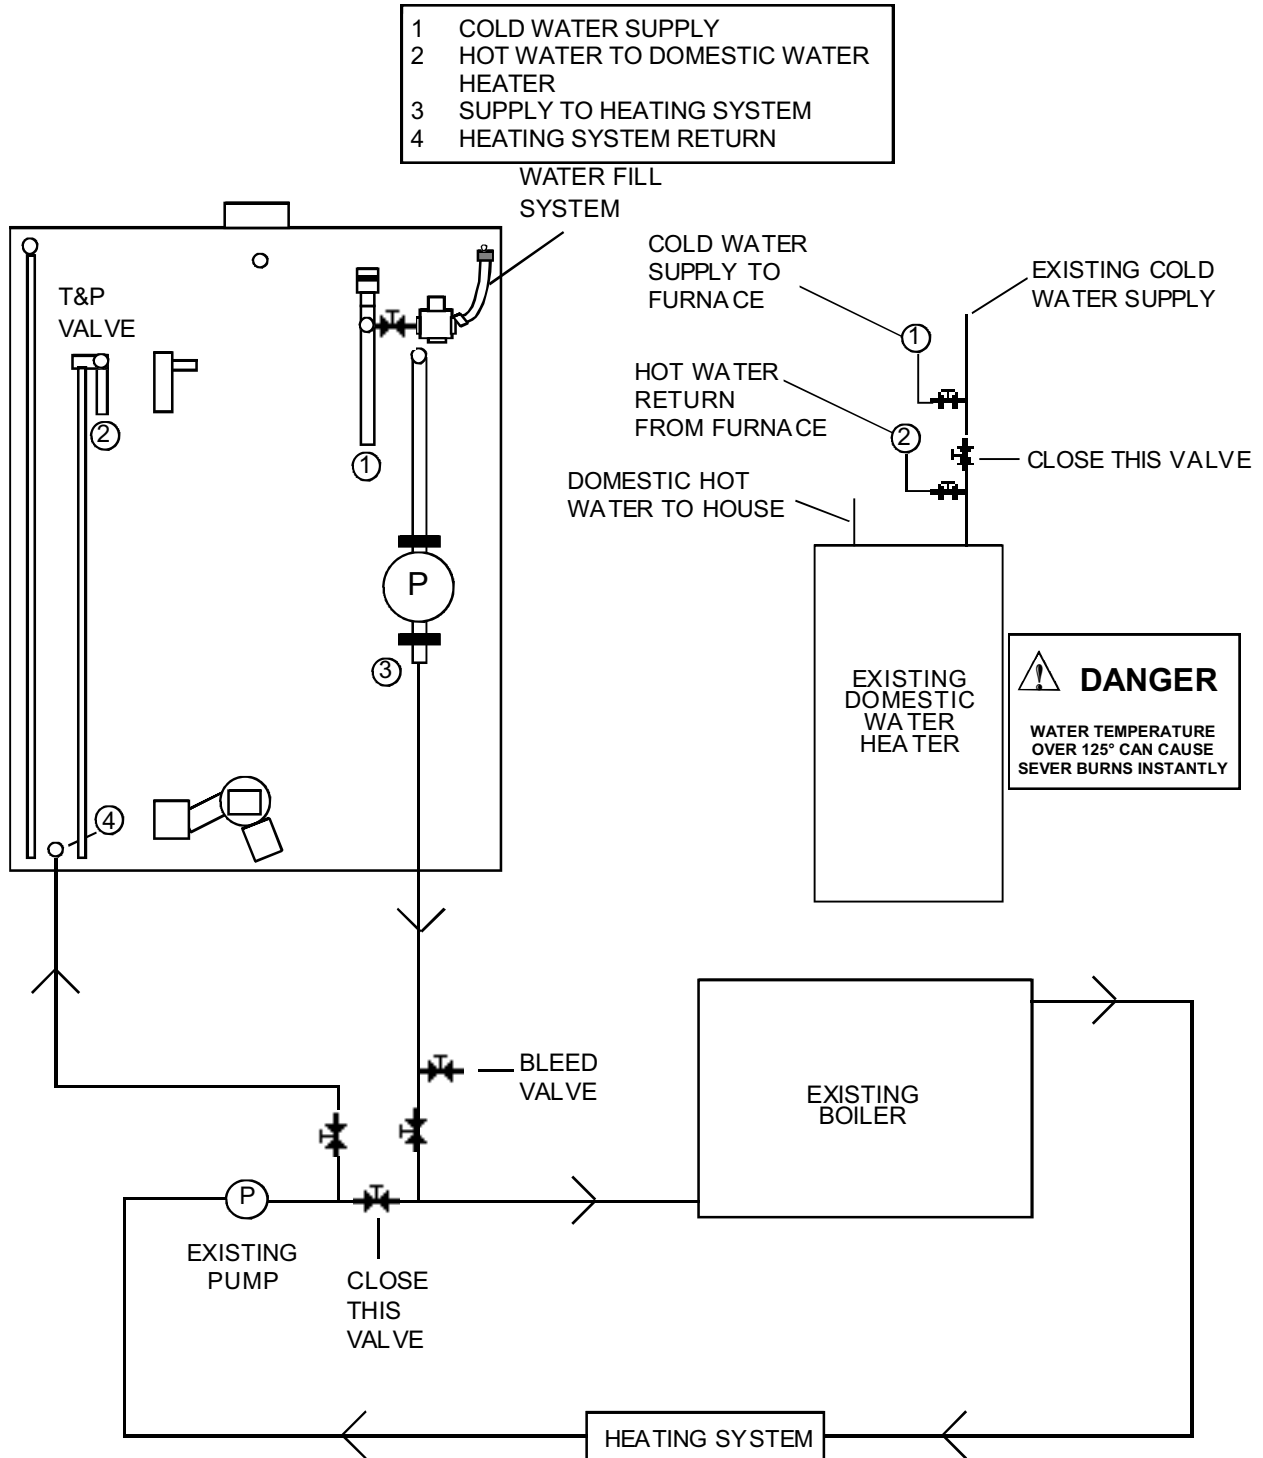 1 COLD WATER SUPPLY
2 HOT WATER TO DOMESTIC WATER
HEATER
3 SUPPLY TO HEATING SYSTEM
4 HEATING SYSTEM RETURN
WATER FILL
SYSTEM
T&P
VALVE
2
1
P
3
4
COLD WATER
SUPPLY TO
FURNACE
EXISTING COLD
WATER SUPPLY
1
HOT WATER
RETURN
FROM FURNACE
2
CLOSE THIS VALVE
DOMESTIC HOT
WATER TO HOUSE
EXISTING
DOMESTIC
WATER
HEATER
DANGER
WATER TEMPERATURE
OVER 125° CAN CAUSE
SEVER BURNS INSTANTLY
BLEED
VALVE
EXISTING
BOILER
P
EXISTING
PUMP
CLOSE
THIS
VALVE
HEATING SYSTEM